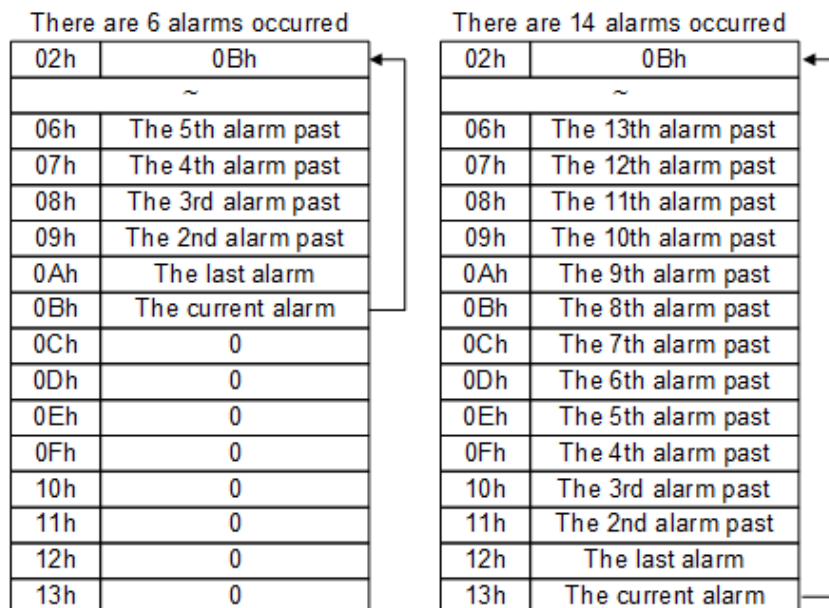 There are 6 alarms occurred
02h 0Bh
~
06h The 5th alarm past
07h The 4th alarm past
08h The 3rd alarm past
09h The 2nd alarm past
0Ah The last alarm
0Bh The current alarm
0Ch 0
0Dh 0
0Eh 0
0Fh 0
10h 0
11h 0
12h 0
13h 0
There are 14 alarms occurred
02h 0Bh
~
06h The 13th alarm past
07h The 12th alarm past
08h The 11th alarm past
09h The 10th alarm past
0Ah The 9th alarm past
0Bh The 8th alarm past
0Ch The 7th alarm past
0Dh The 6th alarm past
0Eh The 5th alarm past
0Fh The 4th alarm past
10h The 3rd alarm past
11h The 2nd alarm past
12h The last alarm
13h The current alarm